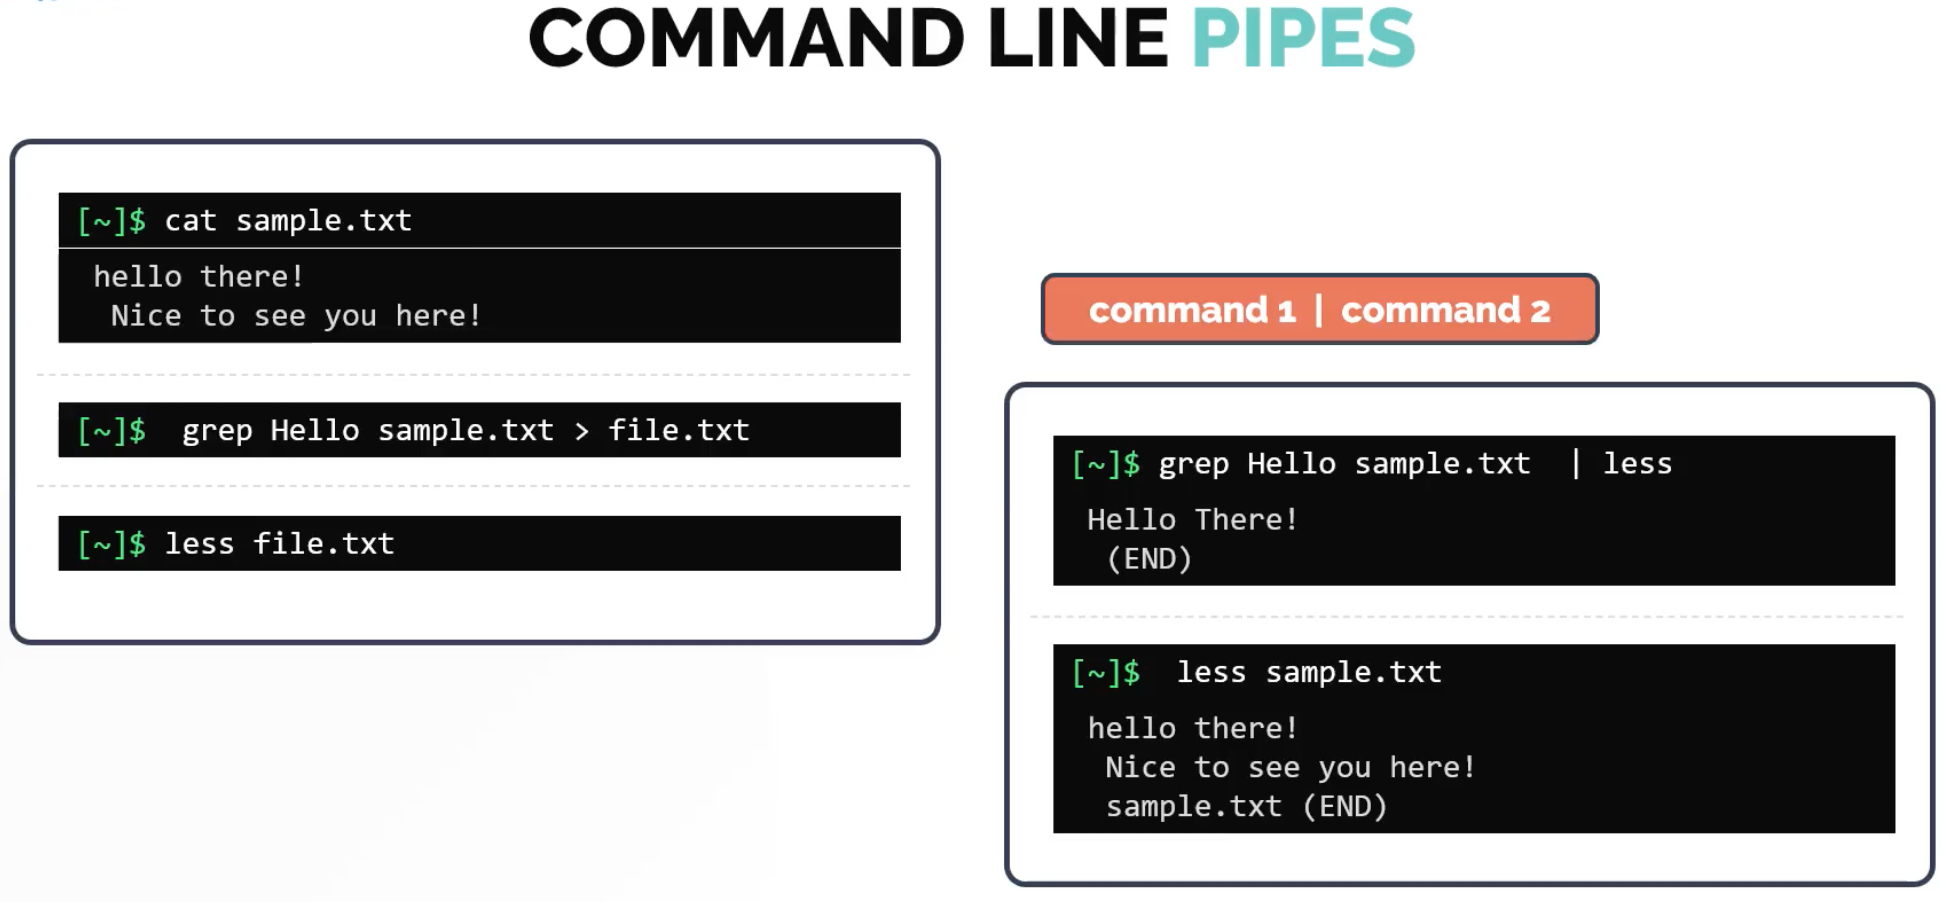 COMMAND LINE PIPES
[~]$ cat sample.txt
hello there!
Nice to see you here!
[~]$ grep Hello sample.txt > file.txt
[~]$ less file.txt
command 1 | command 2
[~]$ grep Hello sample.txt | less
Hello There!
(END)
[~]$ less sample.txt
hello there!
Nice to see you here!
sample.txt (END)